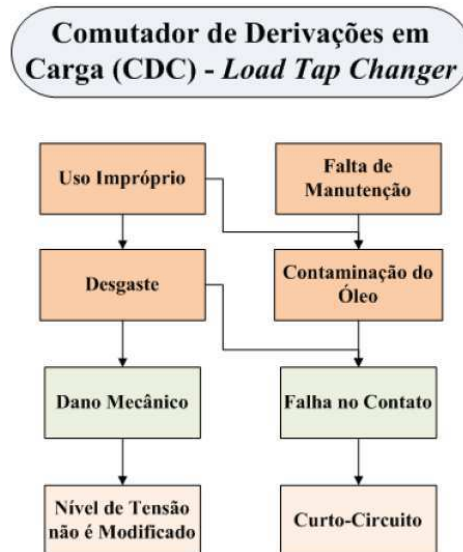 Comutador de Derivações em
Carga (CDC) - Load Tap Changer
Uso Impróprio
Falta de
Manutenção
Desgaste
Contaminação do
Óleo
Dano Mecânico
Falha no Contato
Nível de Tensão
não é Modificado
Curto-Circuito